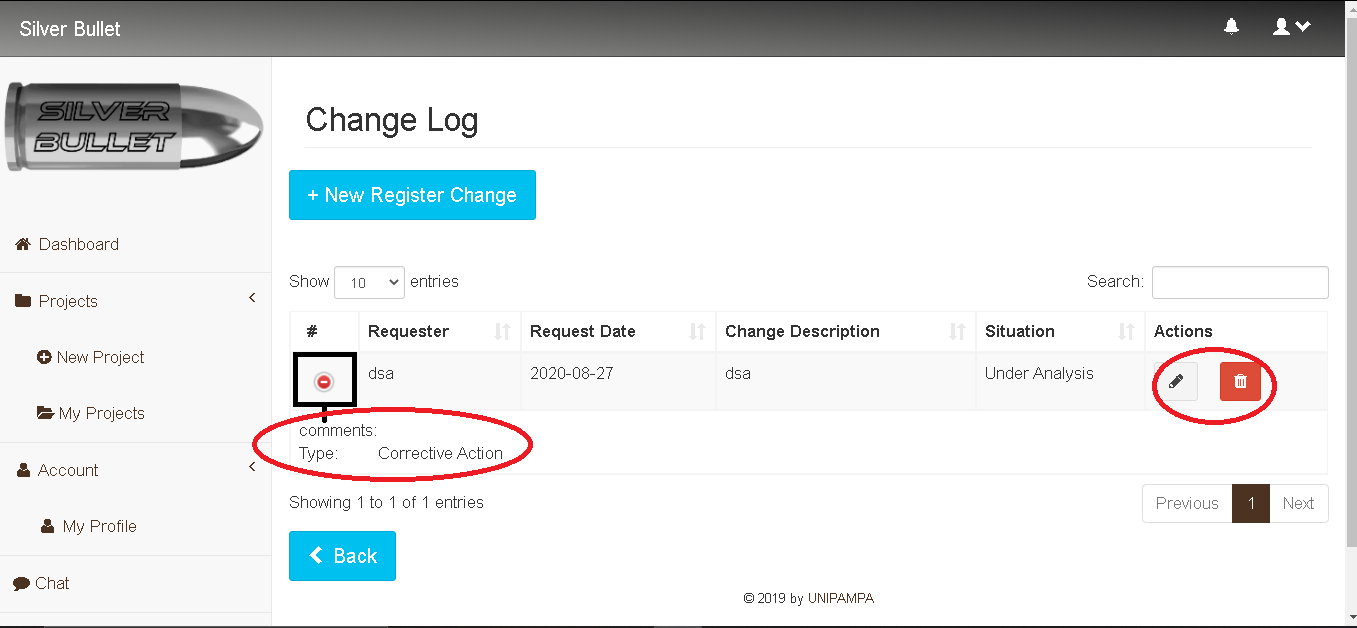 Silver Bullet
SILVER
BULLET
Dashboard
Projects
New Project
My Projects
Account
My Profile
Chat
Change Log
+ New Register Change
Show 10 entries Search:
# Requester Request Date Change Description Situation Actions
dsa 2020-08-27 dsa Under Analysis
comments:
Type: Corrective Action
Showing 1 to 1 of 1 entries Previous 1 Next
Back
© 2019 by UNIPAMPA